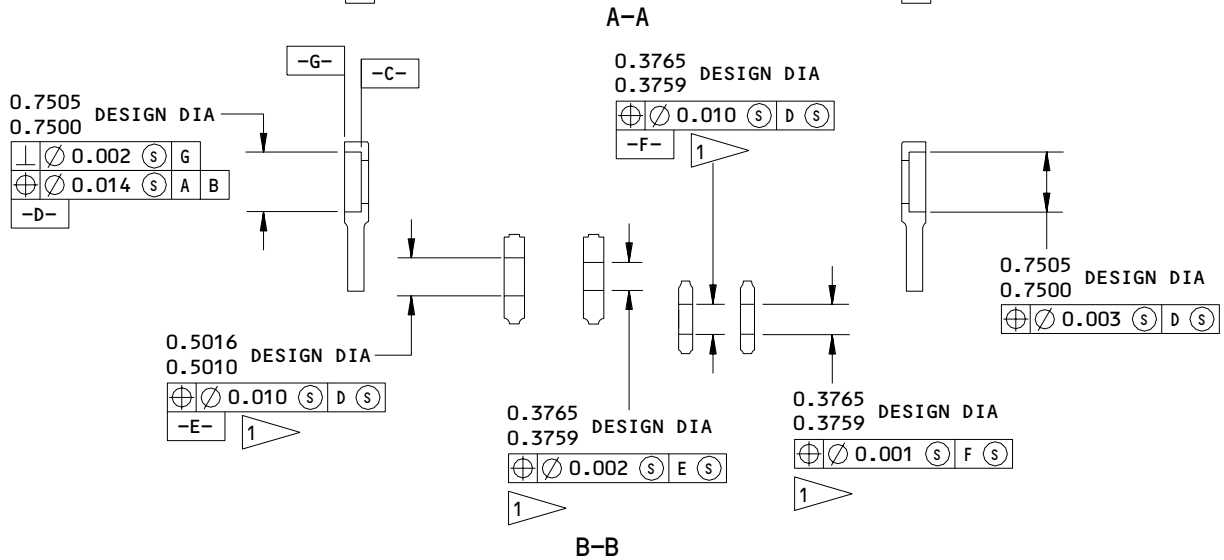 A-A
-G-
-C-
0.7505
0.7500 DESIGN DIA
⊥ ∅ 0.002 Ⓢ G
⌖ ∅ 0.014 Ⓢ A B
-D-
0.3765
0.3759 DESIGN DIA
⌖ ∅ 0.010 Ⓢ D Ⓢ
-F-
1
0.7505
0.7500 DESIGN DIA
⌖ ∅ 0.003 Ⓢ D Ⓢ
0.5016
0.5010 DESIGN DIA
⌖ ∅ 0.010 Ⓢ D Ⓢ
-E-
1
0.3765
0.3759 DESIGN DIA
⌖ ∅ 0.002 Ⓢ E Ⓢ
1
0.3765
0.3759 DESIGN DIA
⌖ ∅ 0.001 Ⓢ F Ⓢ
1
B-B